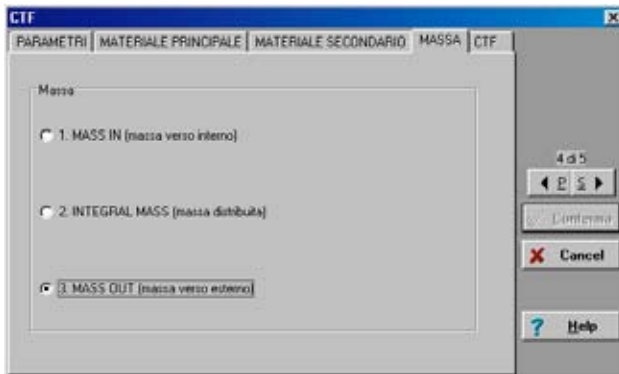 CTF
PARAMETRI
MATERIALE PRINCIPALE
MATERIALE SECONDARIO
MASSA
CTF
Massa
1. MASS IN (massa verso interno)
2. INTEGRAL MASS (massa distribuita)
3. MASS OUT (massa verso esterno)
4 di 5
P S
Conferma
Cancel
Help